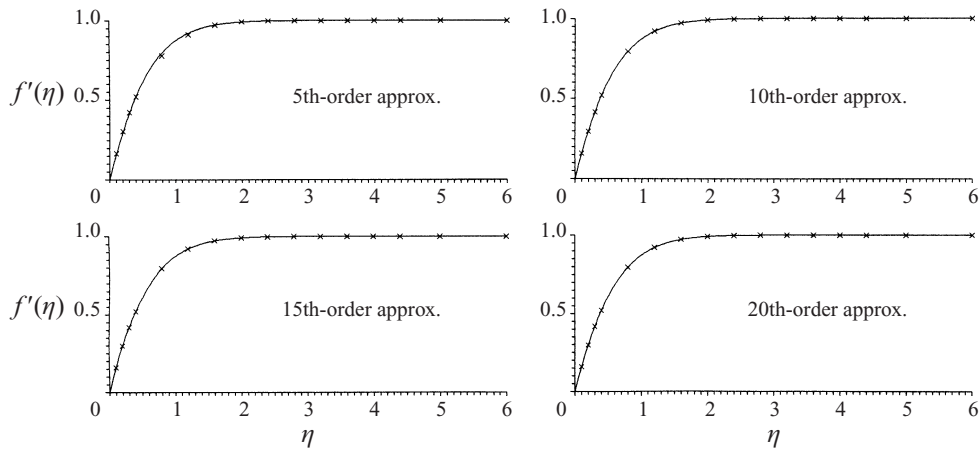 1.0
f′(η) 0.5
5th-order approx.
0
0 1 2 3 4 5 6
1.0
0.5
10th-order approx.
0
0 1 2 3 4 5 6
1.0
f′(η) 0.5
15th-order approx.
0 1 2 3 4 5 6
η
1.0
0.5
20th-order approx.
0 1 2 3 4 5 6
η